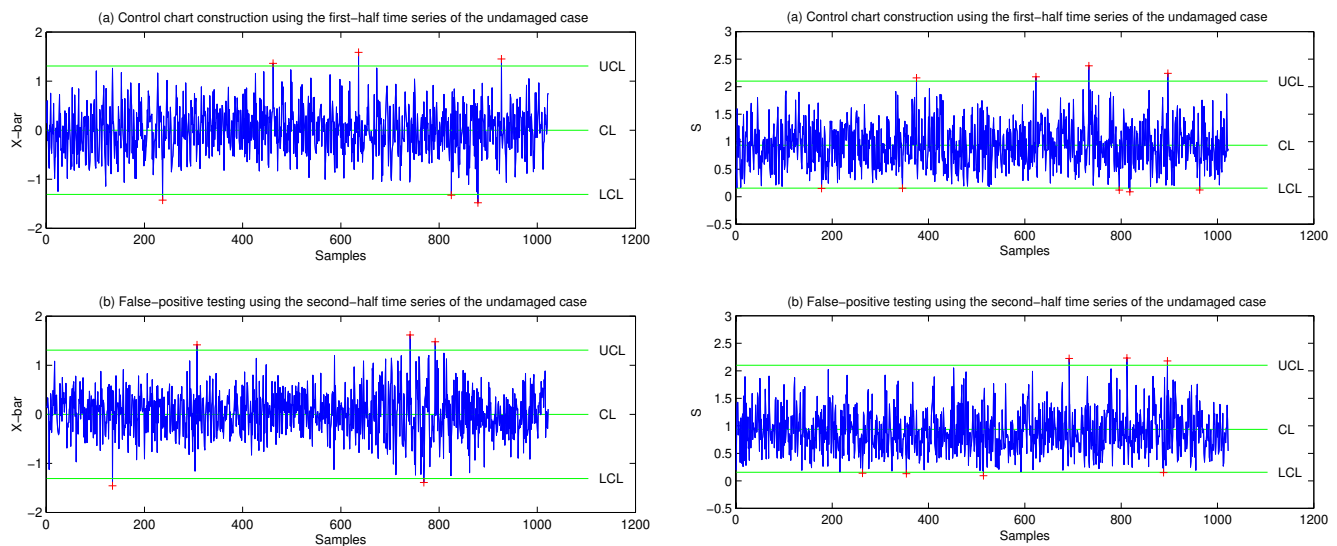 (a) Control chart construction using the first−half time series of the undamaged case
2
1
0
−1
−2
X−bar
UCL
CL
LCL
0 200 400 600 800 1000 1200
Samples
(a) Control chart construction using the first−half time series of the undamaged case
3
2.5
2
1.5
1
0.5
0
−0.5
S
UCL
CL
LCL
0 200 400 600 800 1000 1200
Samples
(b) False−positive testing using the second−half time series of the undamaged case
2
1
0
−1
−2
X−bar
UCL
CL
LCL
0 200 400 600 800 1000 1200
Samples
(b) False−positive testing using the second−half time series of the undamaged case
3
2.5
2
1.5
1
0.5
0
−0.5
S
UCL
CL
LCL
0 200 400 600 800 1000 1200
Samples